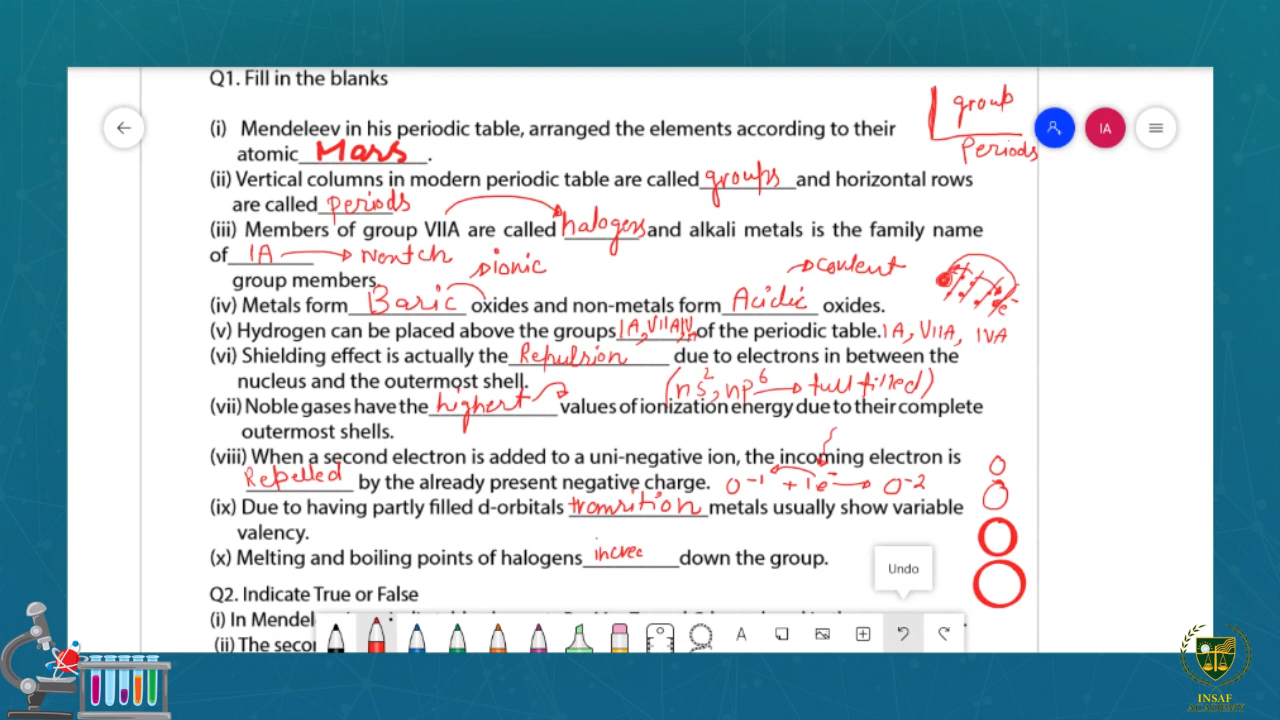 Q1. Fill in the blanks
group
Periods
IA
(i) Mendeleev in his periodic table, arranged the elements according to their
atomic Mass.
(ii) Vertical columns in modern periodic table are called groups and horizontal rows
are called periods
(iii) Members of group VIIA are called halogens and alkali metals is the family name
of IA
group members.
ionic
(iv) Metals form Basic oxides and non-metals form Acidic oxides.
(v) Hydrogen can be placed above the groups IA, VIIA, IV A of the periodic table. IA, VIIA, IVA
(vi) Shielding effect is actually the Repulsion due to electrons in between the
e-
nucleus and the outermost shell. (ns2, np6 → full filled)
(vii) Noble gases have the highest values of ionization energy due to their complete
outermost shells.
(viii) When a second electron is added to a uni-negative ion, the incoming electron is
Repelled by the already present negative charge. O-1 + 1e- → O-2
(ix) Due to having partly filled d-orbitals transition metals usually show variable
valency.
(x) Melting and boiling points of halogens increa down the group.
Undo
Q2. Indicate True or False
(i) In Mendel
(ii) The seco
A
INSAF
ACADEMY